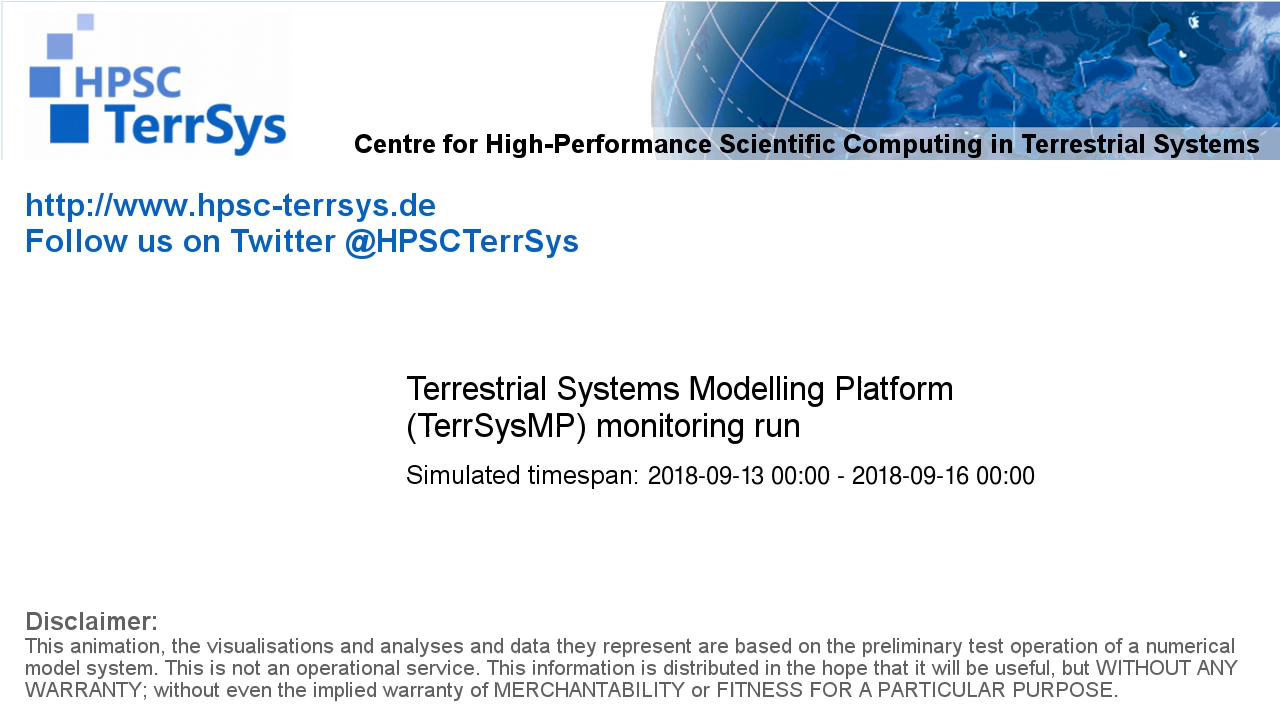 HPSC
TerrSys
Centre for High-Performance Scientific Computing in Terrestrial Systems
http://www.hpsc-terrsys.de
Follow us on Twitter @HPSCTerrSys
Terrestrial Systems Modelling Platform
(TerrSysMP) monitoring run
Simulated timespan: 2018-09-13 00:00 - 2018-09-16 00:00
Disclaimer:
This animation, the visualisations and analyses and data they represent are based on the preliminary test operation of a numerical
model system. This is not an operational service. This information is distributed in the hope that it will be useful, but WITHOUT ANY
WARRANTY; without even the implied warranty of MERCHANTABILITY or FITNESS FOR A PARTICULAR PURPOSE.